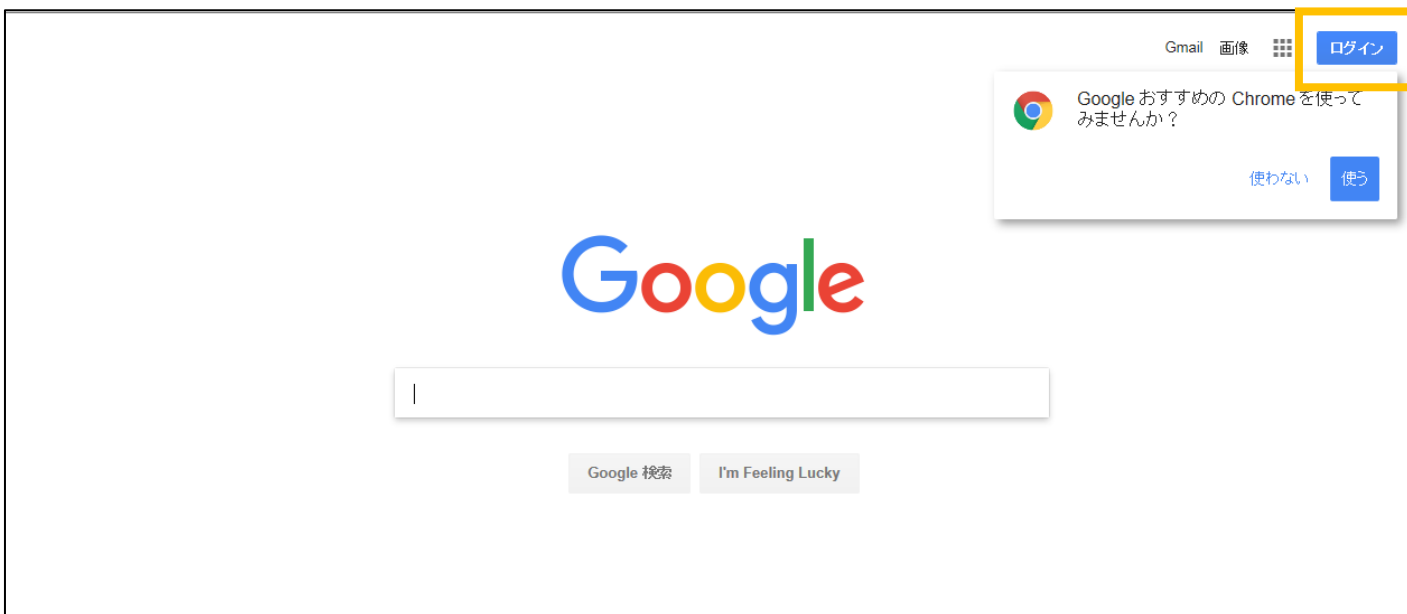 Gmail 画像 ログイン
Google おすすめの Chrome を使って
みませんか？
使わない 使う
Google
Google 検索 I'm Feeling Lucky